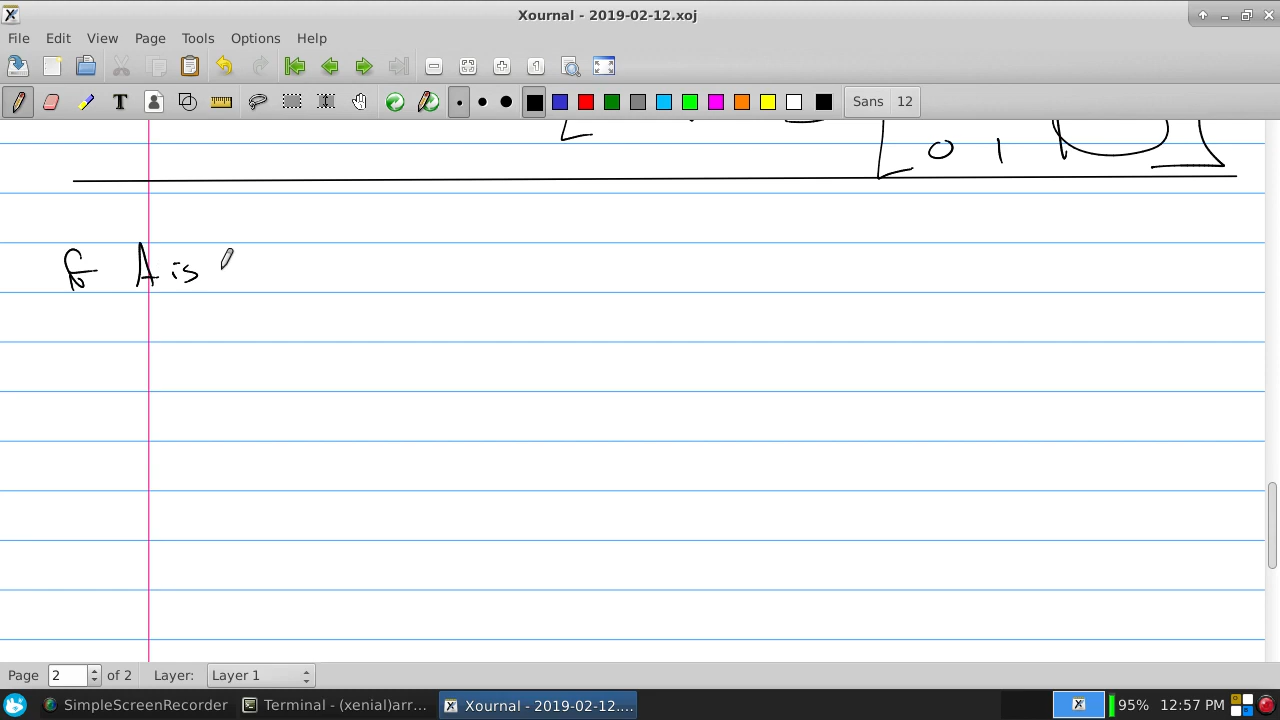 Xournal - 2019-02-12.xoj
File Edit View Page Tools Options Help
Sans 12
0 1
A is
Page 2 of 2 Layer: Layer 1
SimpleScreenRecorder Terminal - (xenial)arr... Xournal - 2019-02-12.... 95% 12:57 PM